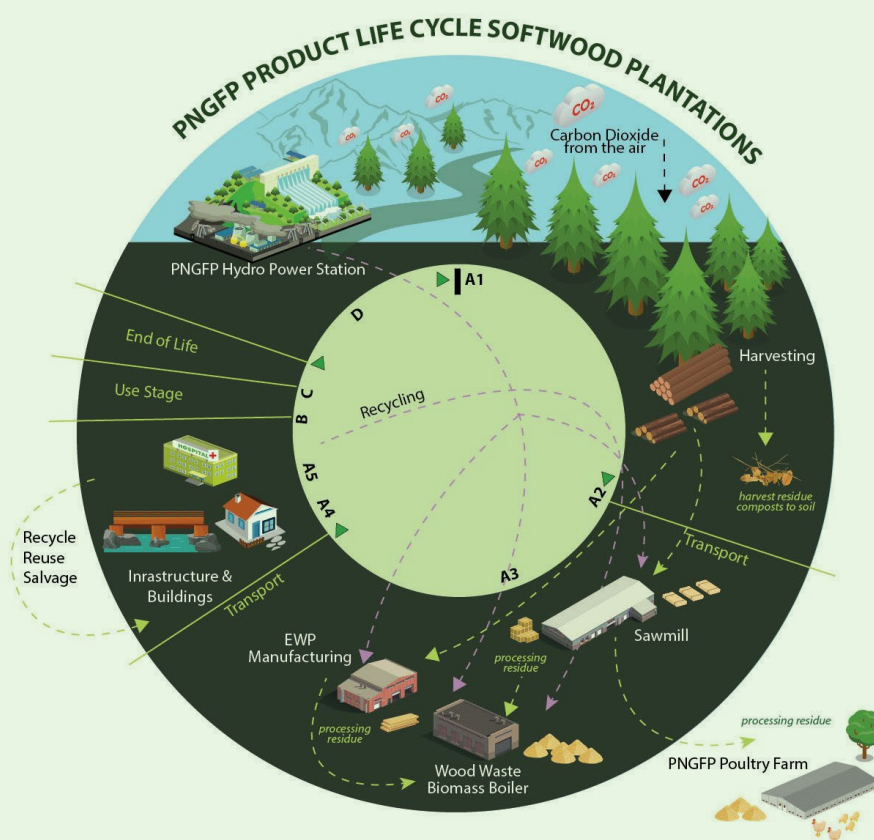 PNGFP PRODUCT LIFE CYCLE SOFTWOOD PLANTATIONS
CO₂
CO₂
CO₂
CO₂
CO₂
CO₂
CO₂
CO₂
Carbon Dioxide
from the air
PNGFP Hydro Power Station
A1
D
End of Life
Harvesting
Use Stage
C
Recycling
B
HOSPITAL
A5
A2
harvest residue
composts to soil
A4
Recycle
Reuse
Salvage
Transport
Inrastructure &
Buildings
Transport
A3
EWP
Manufacturing
Sawmill
processing
residue
processing
residue
processing residue
PNGFP Poultry Farm
Wood Waste
Biomass Boiler